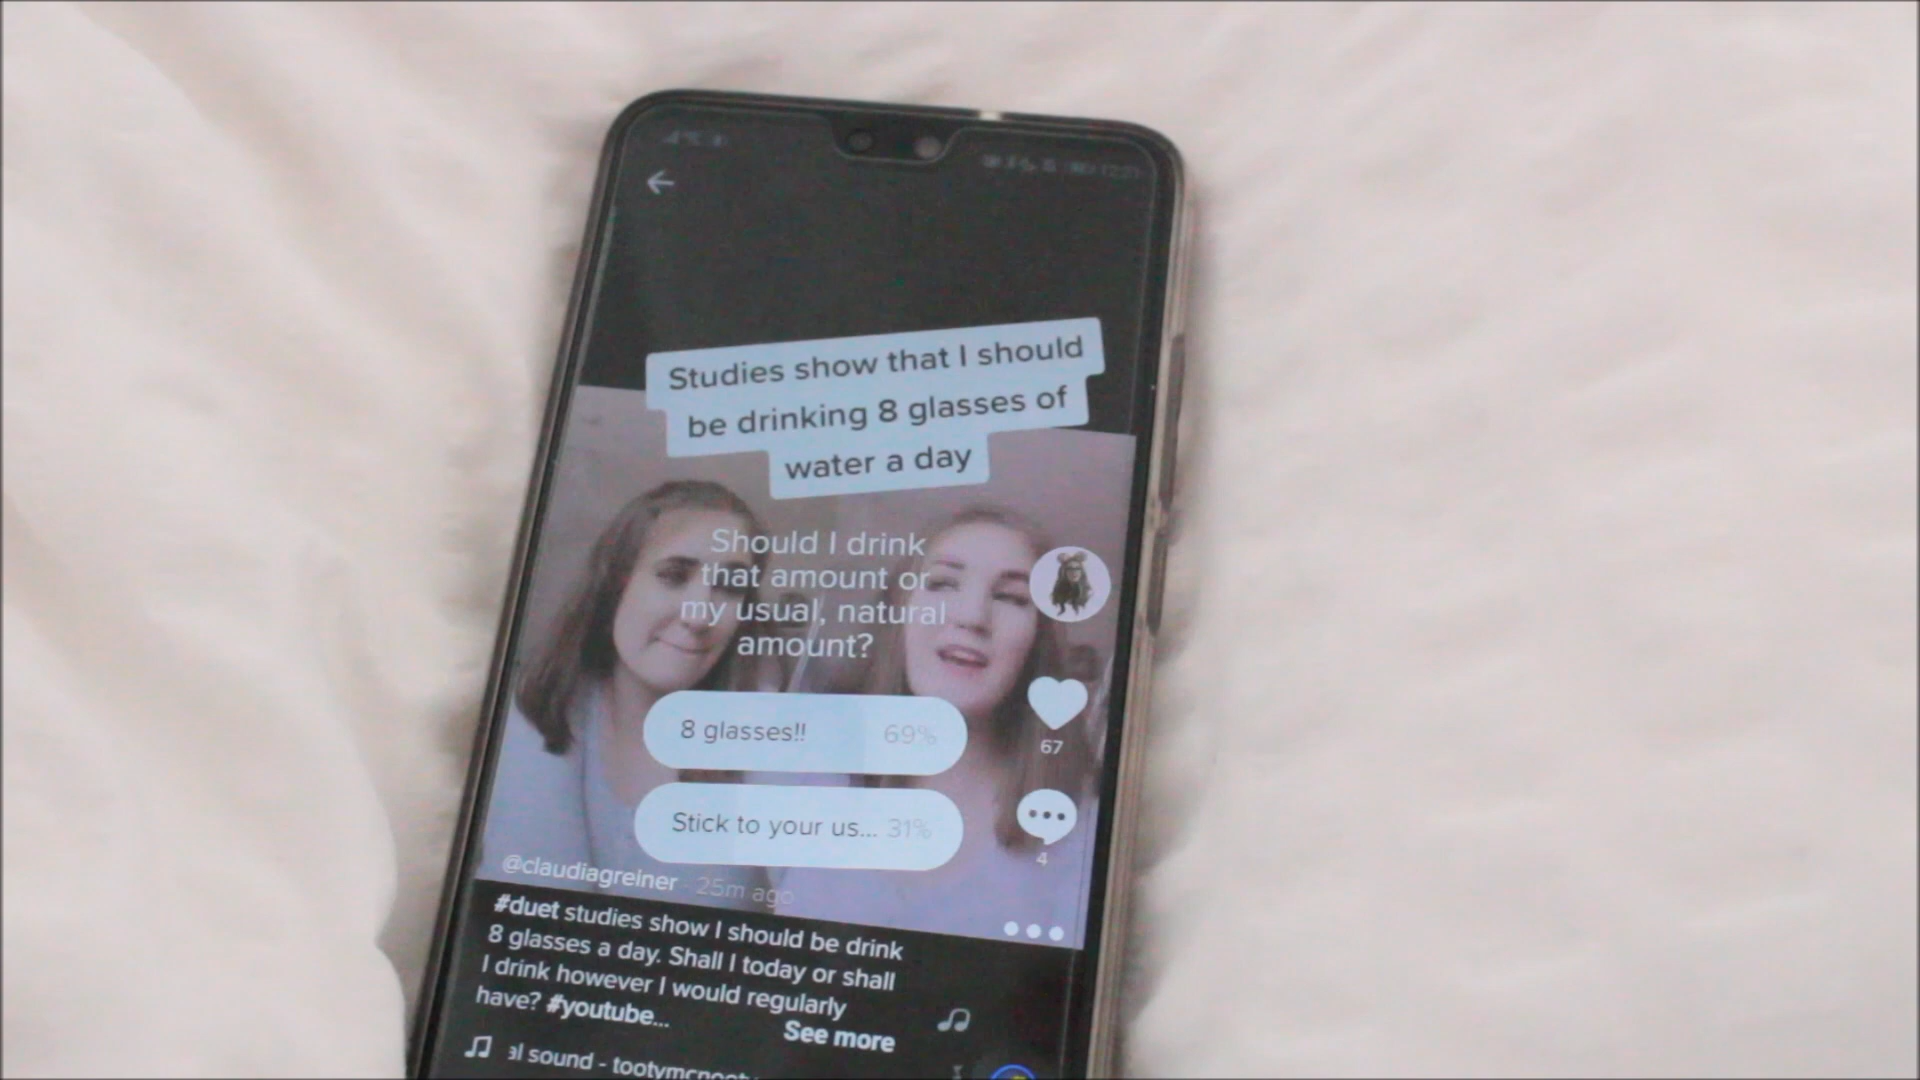 Studies show that I should
be drinking 8 glasses of
water a day
Should I drink
that amount or
my usual, natural
amount?
8 glasses!! 69%
67
Stick to your us... 31%
4
@claudiagreiner · 25m ago
#duet studies show I should be drink
8 glasses a day. Shall I today or shall
I drink however I would regularly
have? #youtube...
See more
al sound -